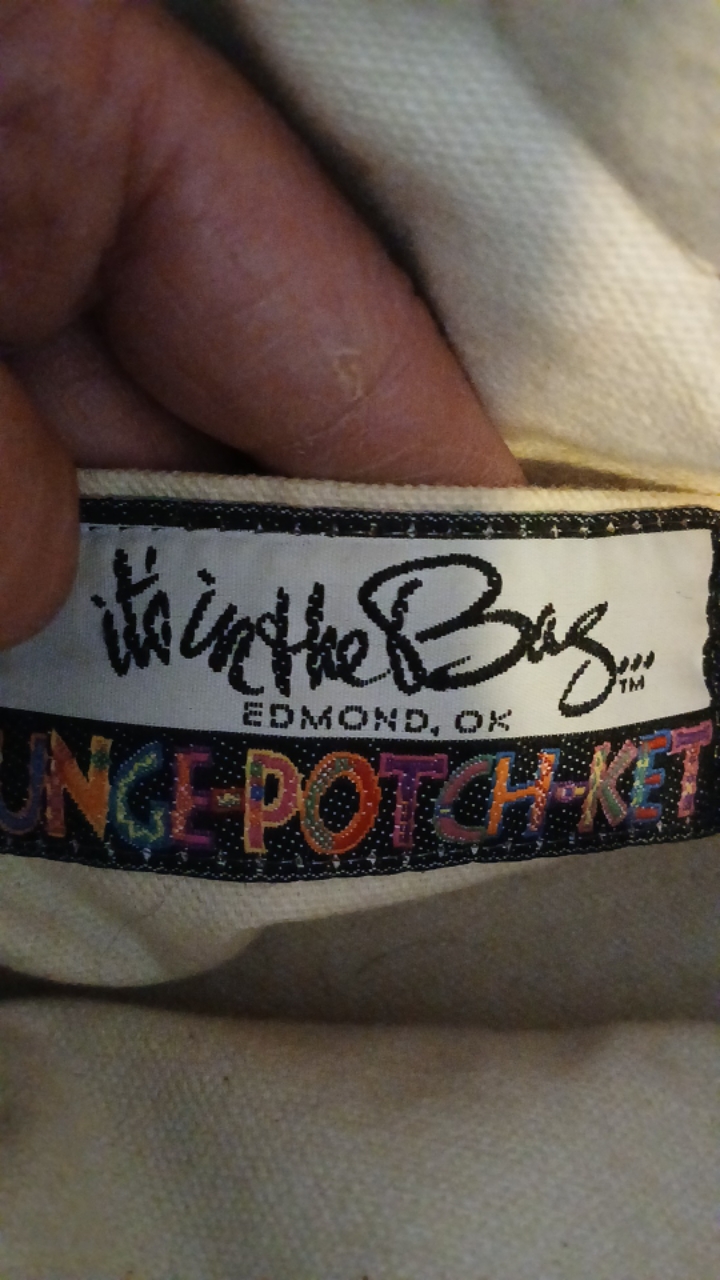 it's in the Bag...™
EDMOND, OK
UNGE-POTCH-KET